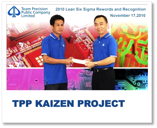 Team Precision
Public Company
Limited
2010 Lean Six Sigma Rewards and Recognition
November 17,2010
TPP KAIZEN PROJECT